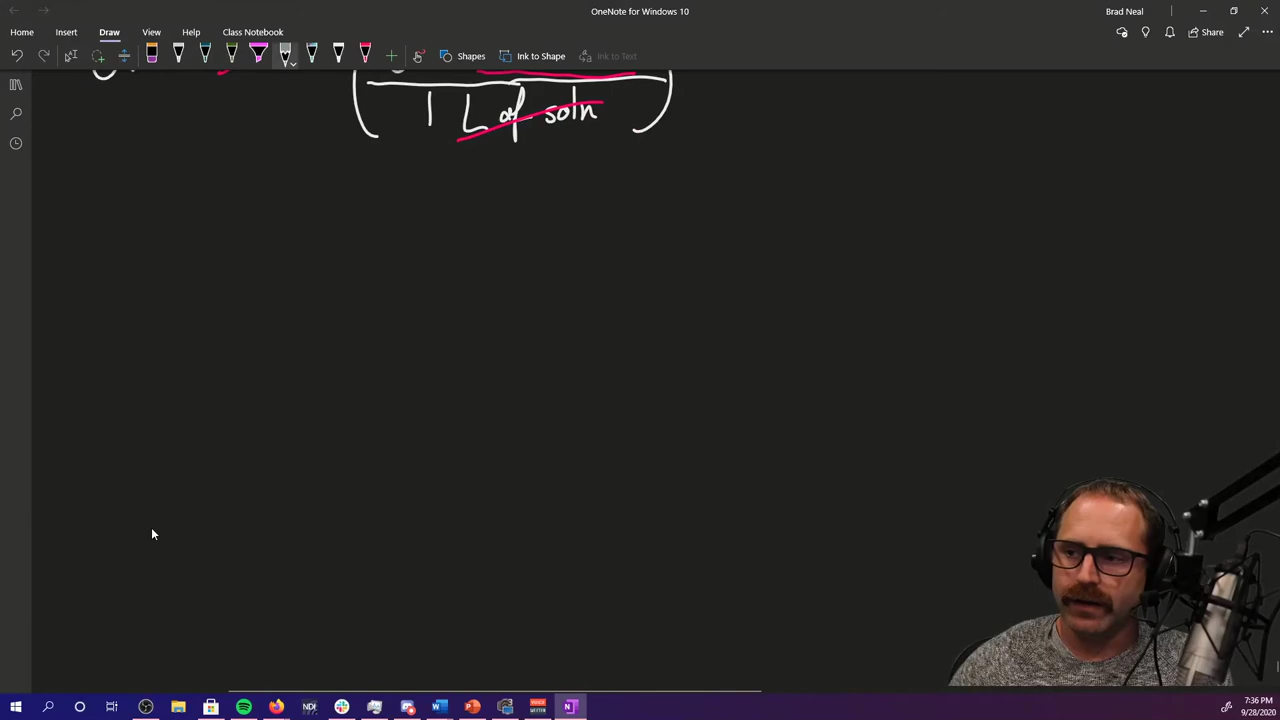 OneNote for Windows 10
Brad Neal
Home Insert Draw View Help Class Notebook
Shapes Ink to Shape Ink to Text Share
1 L of soln
7:36 PM
9/28/2020